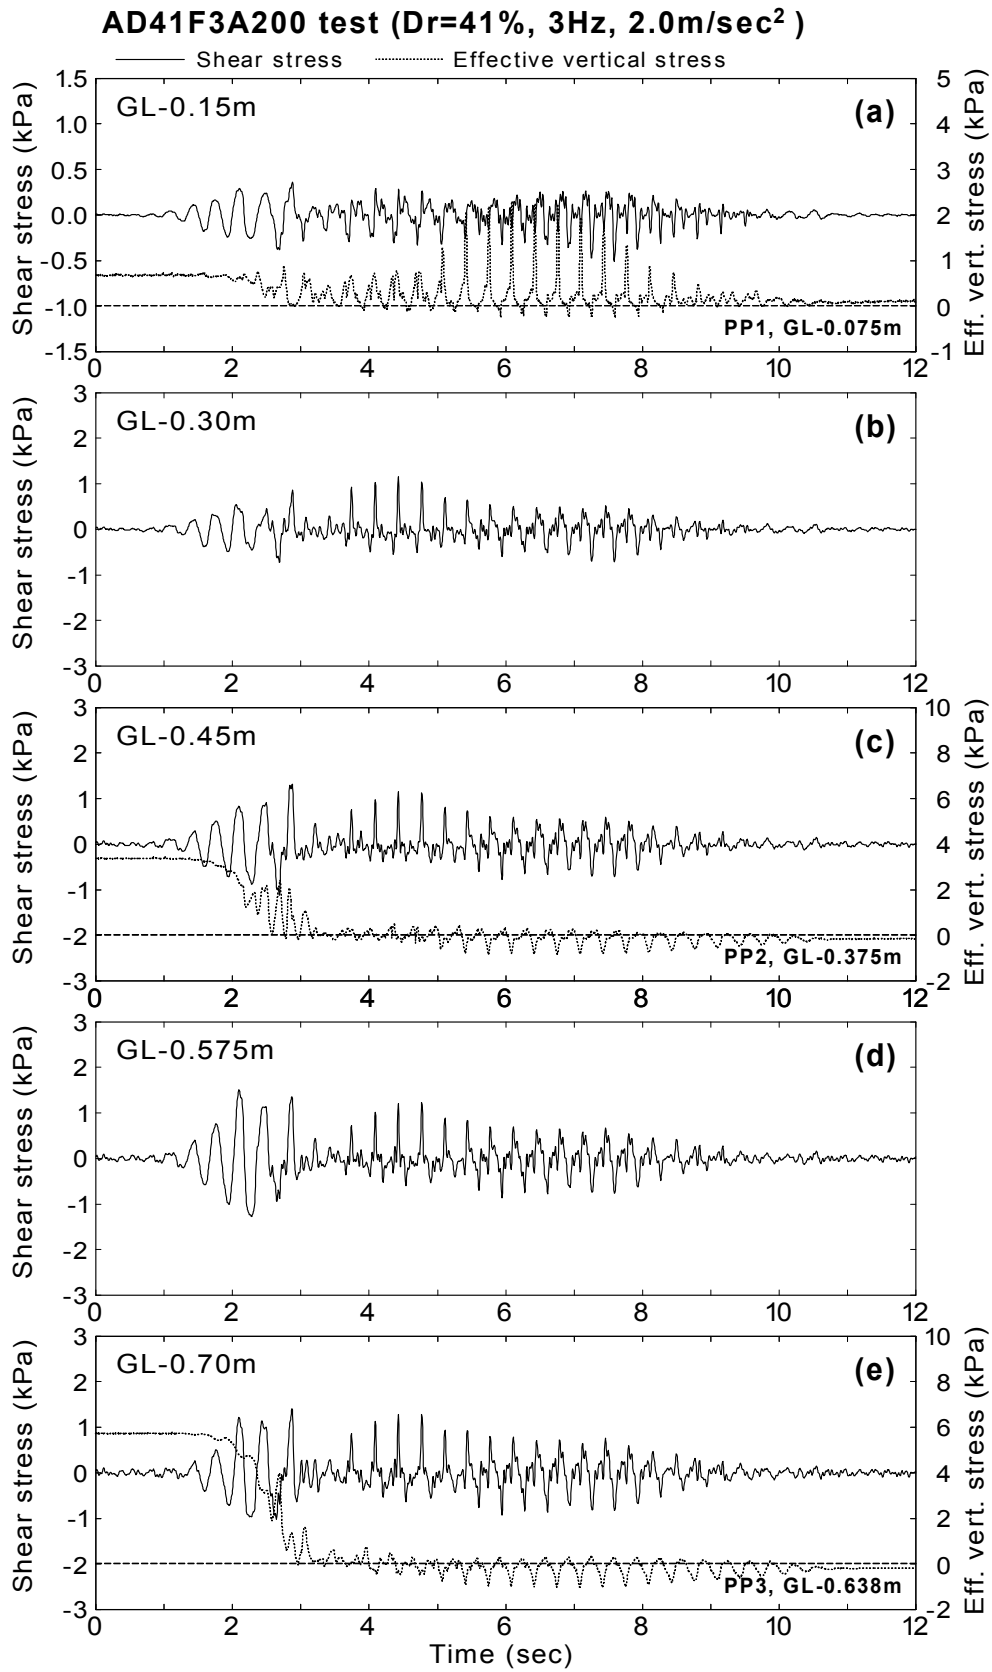 AD41F3A200 test (Dr=41%, 3Hz, 2.0m/sec² )
Shear stress Effective vertical stress
GL-0.15m
(a)
Shear stress (kPa)
1.5
1.0
0.5
0.0
-0.5
-1.0
-1.5
5
4
3
2
1
0
-1
Eff. vert. stress (kPa)
PP1, GL-0.075m
0 2 4 6 8 10 12
GL-0.30m
(b)
Shear stress (kPa)
3
2
1
0
-1
-2
-3
0 2 4 6 8 10 12
GL-0.45m
(c)
Shear stress (kPa)
3
2
1
0
-1
-2
-3
10
8
6
4
2
0
-2
Eff. vert. stress (kPa)
PP2, GL-0.375m
0 2 4 6 8 10 12
GL-0.575m
(d)
Shear stress (kPa)
3
2
1
0
-1
-2
-3
0 2 4 6 8 10 12
GL-0.70m
(e)
Shear stress (kPa)
3
2
1
0
-1
-2
-3
10
8
6
4
2
0
-2
Eff. vert. stress (kPa)
PP3, GL-0.638m
0 2 4 6 8 10 12
Time (sec)